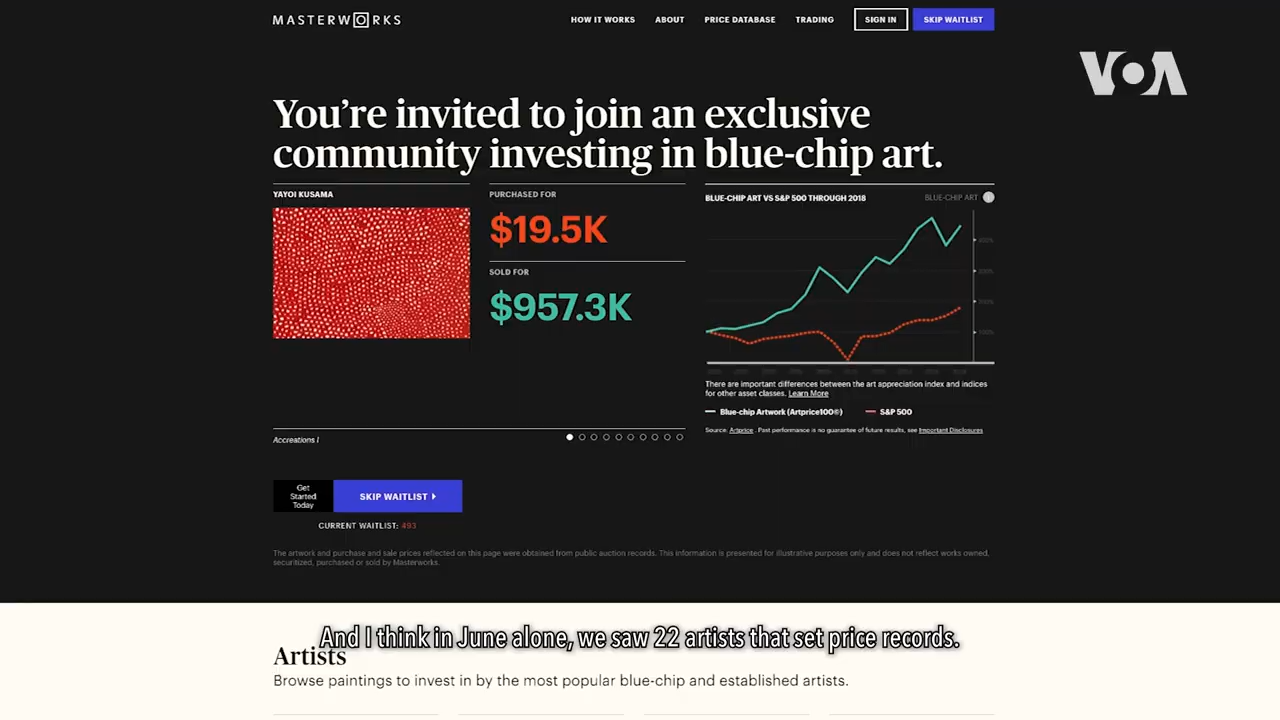 MASTERWORKS
HOW IT WORKS
ABOUT
PRICE DATABASE
TRADING
SIGN IN
SKIP WAITLIST
VOA
You're invited to join an exclusive
community investing in blue-chip art.
YAYOI KUSAMA
PURCHASED FOR
$19.5K
SOLD FOR
$957.3K
Accreations I
BLUE-CHIP ART VS S&P 500 THROUGH 2018
BLUE-CHIP ART
200%
100%
There are important differences between the art appreciation index and indices
for other asset classes. Learn More
Blue-chip Artwork (Artprice100©)
S&P 500
Source: Artprice . Past performance is no guarantee of future results, see Important Disclosures
Get
Started
Today
SKIP WAITLIST
CURRENT WAITLIST: 493
The artwork and purchase and sale prices reflected on this page were obtained from public auction records. This information is presented for illustrative purposes only and does not reflect works owned,
securitized, purchased or sold by Masterworks.
And I think in June alone, we saw 22 artists that set price records.
Artists
Browse paintings to invest in by the most popular blue-chip and established artists.